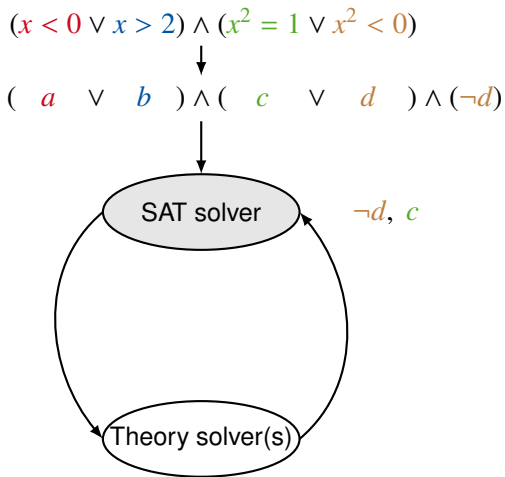 (x < 0 ∨ x > 2) ∧ (x² = 1 ∨ x² < 0)
( a ∨ b ) ∧ ( c ∨ d ) ∧ (¬d)
SAT solver
¬d, c
Theory solver(s)